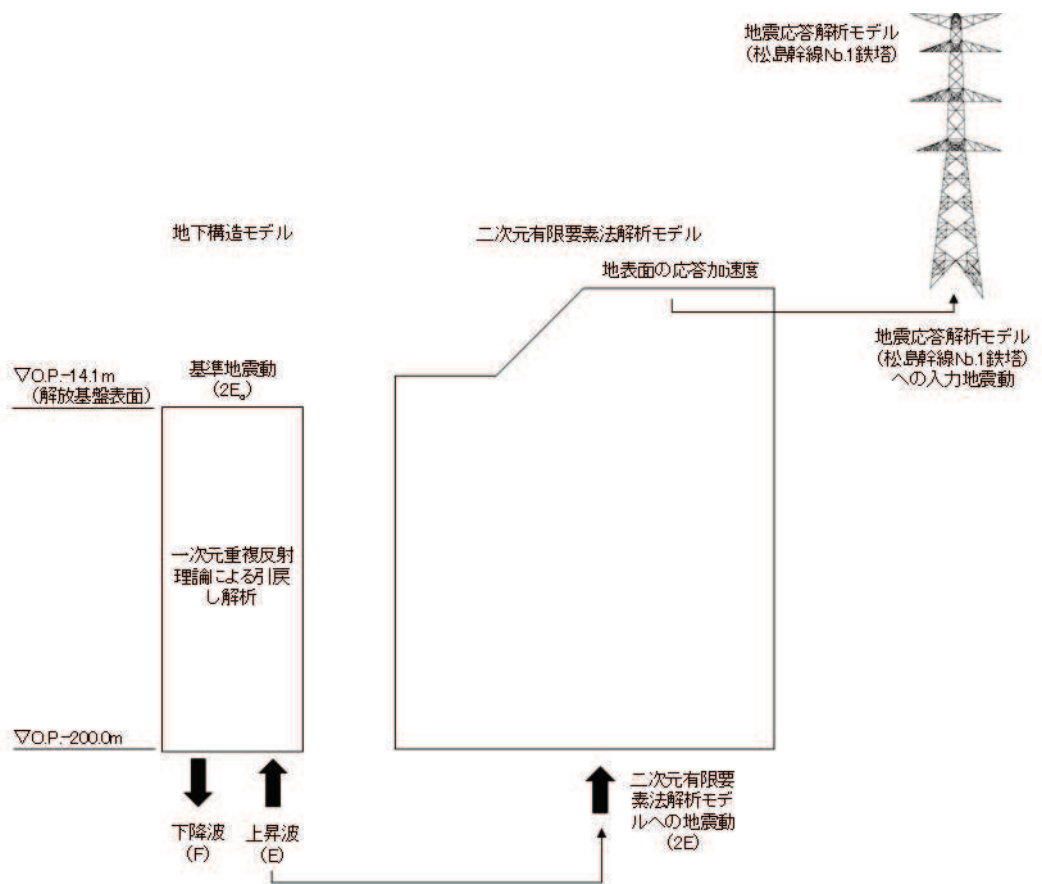 地震応答解析モデル
(松島幹線No.1鉄塔)
地下構造モデル
二次元有限要素法解析モデル
地表面の応答加速度
地震応答解析モデル
(松島幹線No.1鉄塔)
への入力地震動
基準地震動
(2E₀)
▽O.P.-14.1m
(解放基盤表面)
一次元重複反射
理論による引戻
し解析
▽O.P.-200.0m
下降波
(F)
上昇波
(E)
二次元有限要
素法解析モデ
ルへの地震動
(2E)